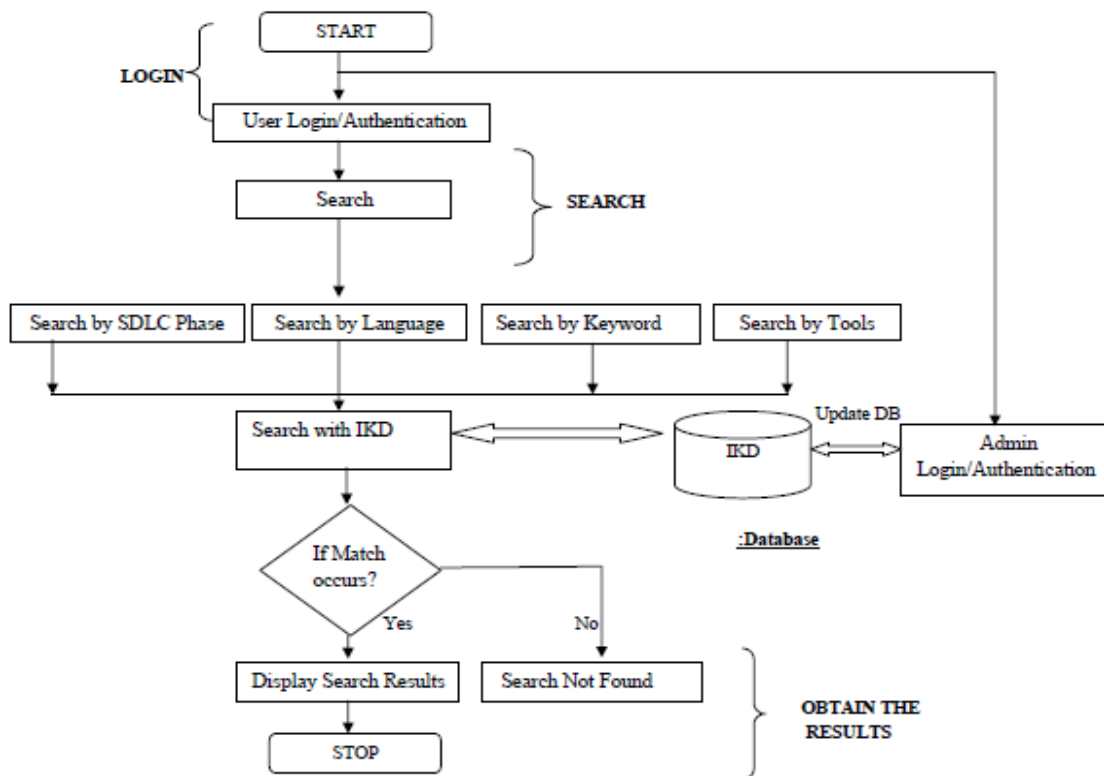 START
LOGIN
User Login/Authentication
Search
SEARCH
Search by SDLC Phase
Search by Language
Search by Keyword
Search by Tools
Search with IKD
IKD
Update DB
Admin
Login/Authentication
:Database
If Match
occurs?
Yes
No
Display Search Results
Search Not Found
OBTAIN THE
RESULTS
STOP